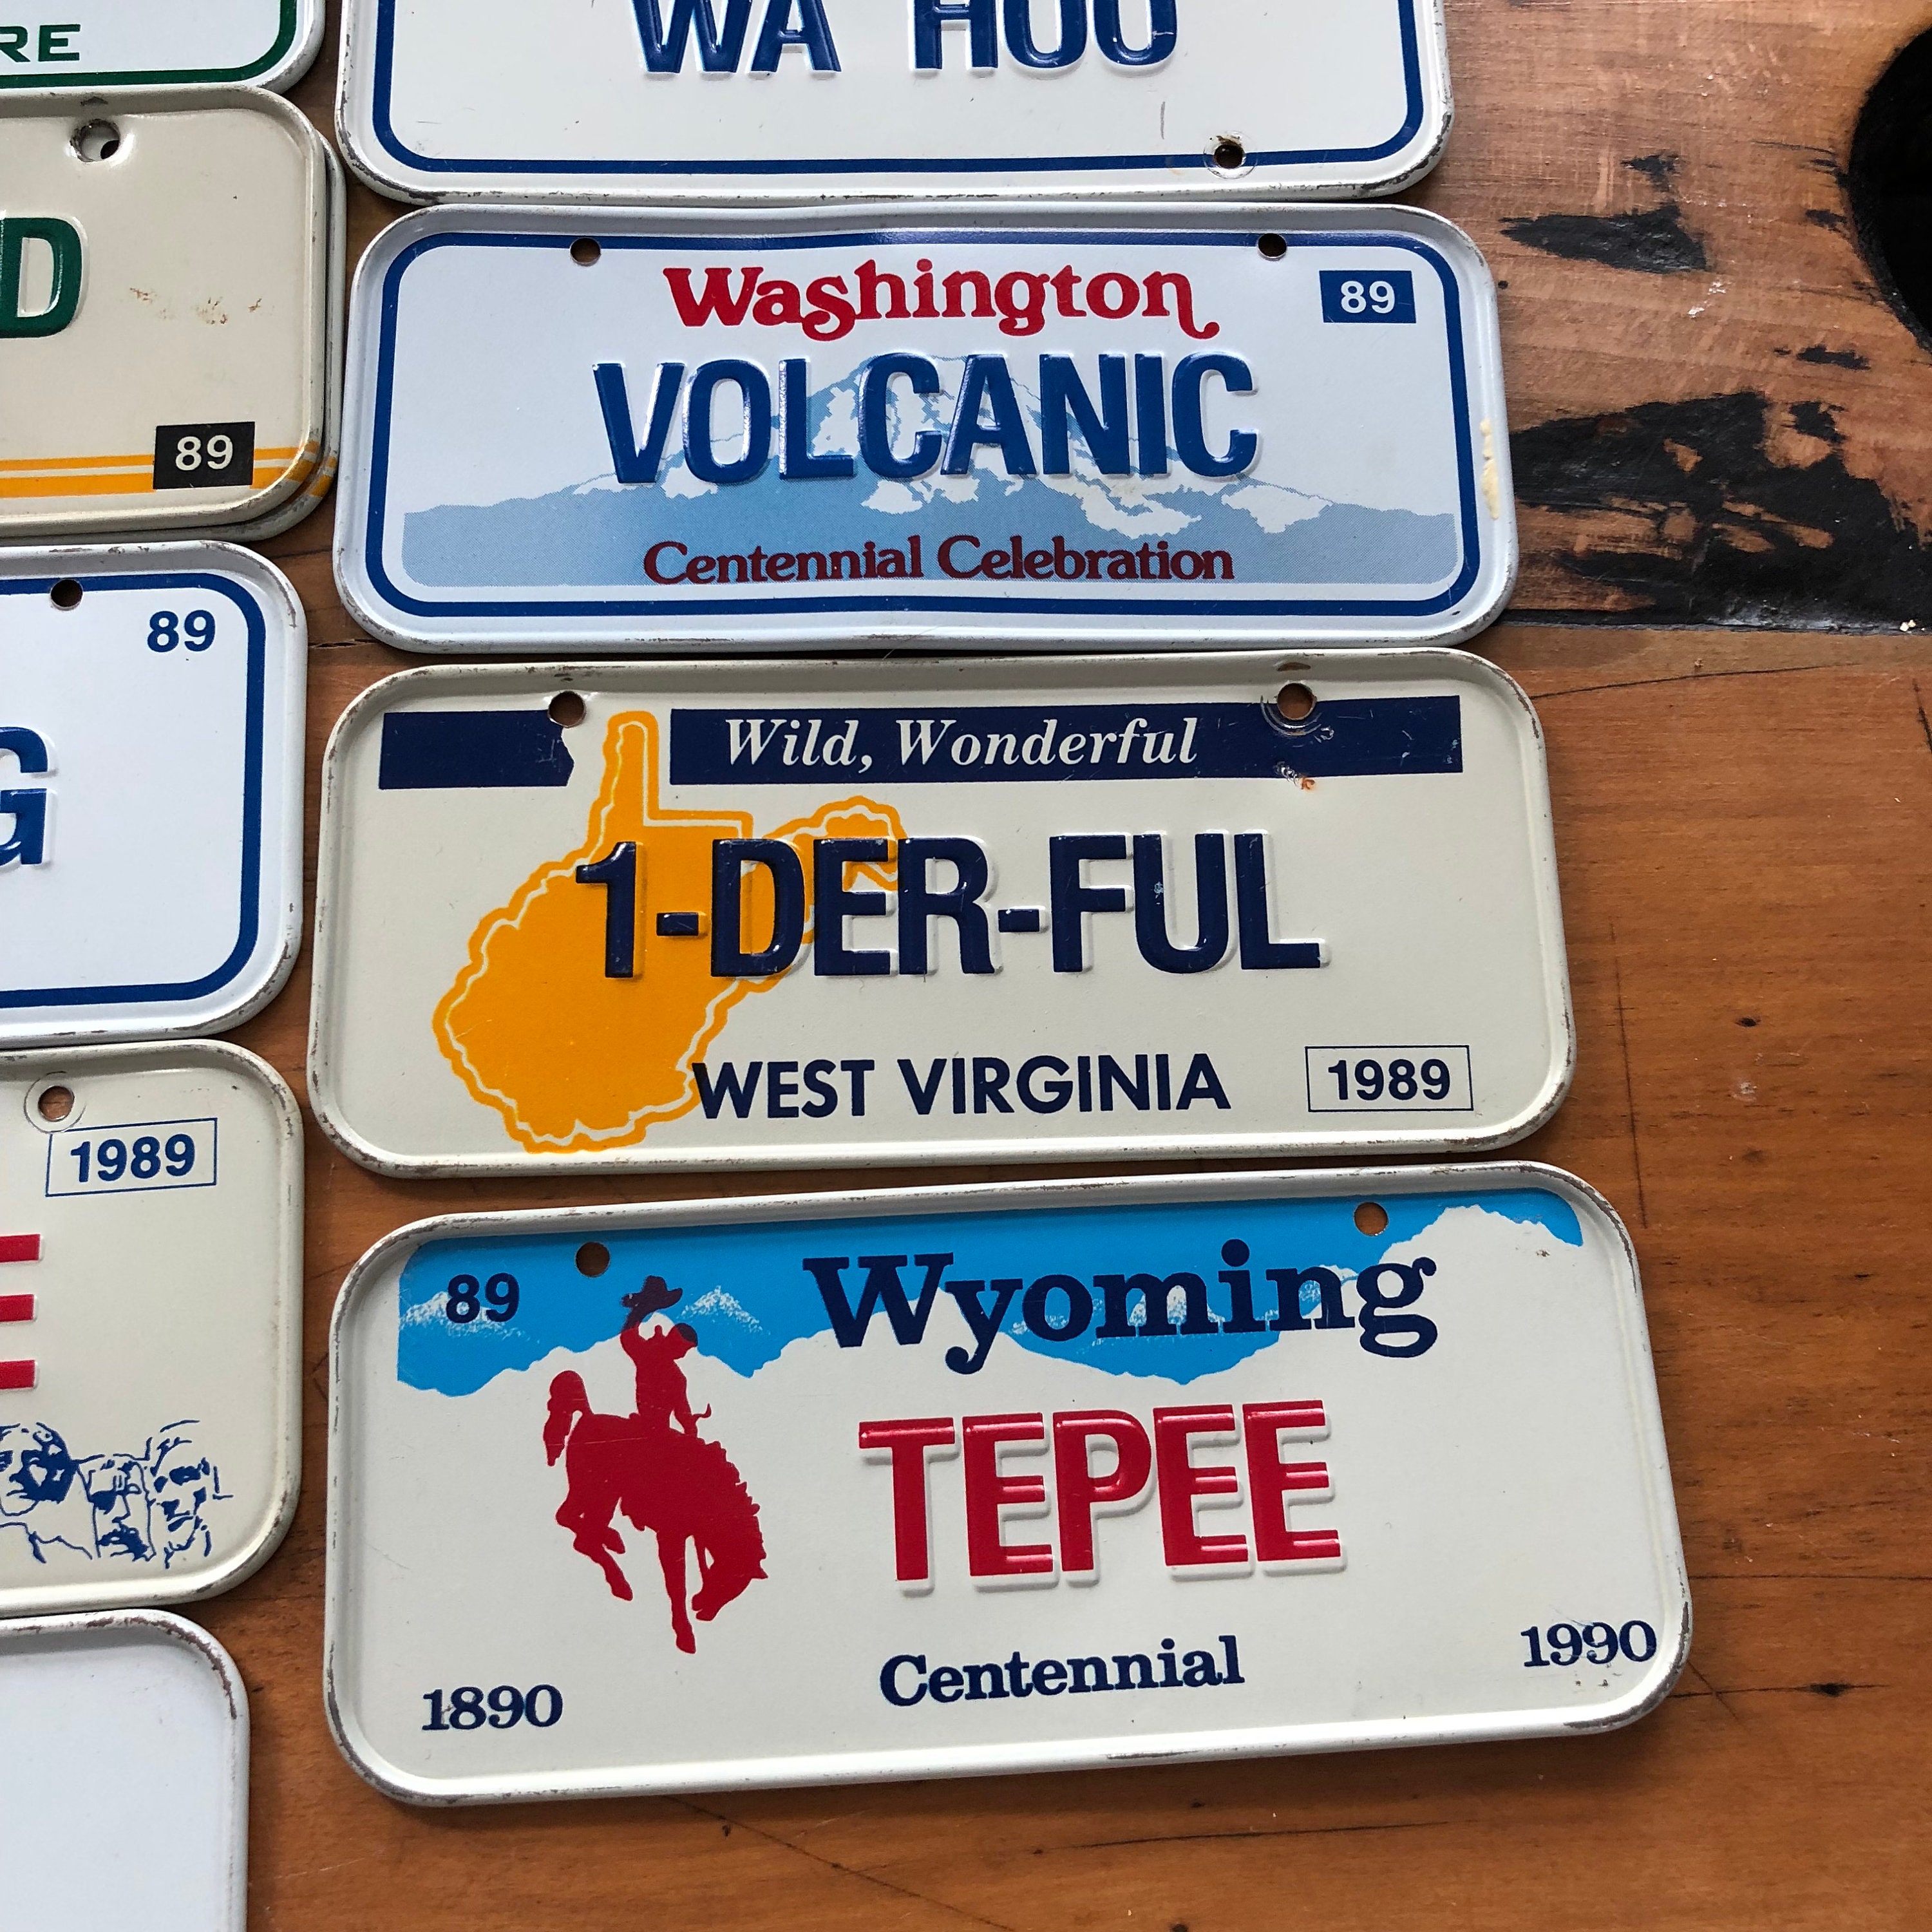 RE
D
89
89
G
1989
E
WA HOO
Washington
89
VOLCANIC
Centennial Celebration
Wild, Wonderful
1-DER-FUL
WEST VIRGINIA 1989
89 Wyoming
TEPEE
1890 Centennial 1990